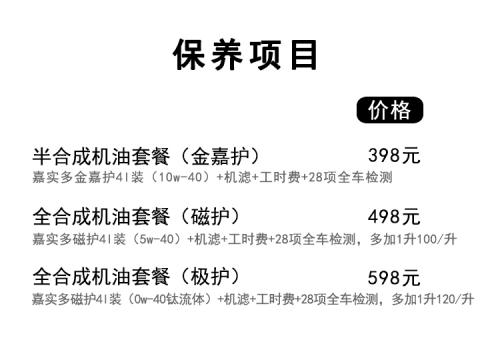 保养项目
价格
半合成机油套餐（金嘉护） 398元
嘉实多金嘉护4l装（10w-40）+机滤+工时费+28项全车检测
全合成机油套餐（磁护） 498元
嘉实多磁护4l装（5w-40）+机滤+工时费+28项全车检测，多加1升100/升
全合成机油套餐（极护） 598元
嘉实多磁护4l装（0w-40钛流体）+机滤+工时费+28项全车检测，多加1升120/升